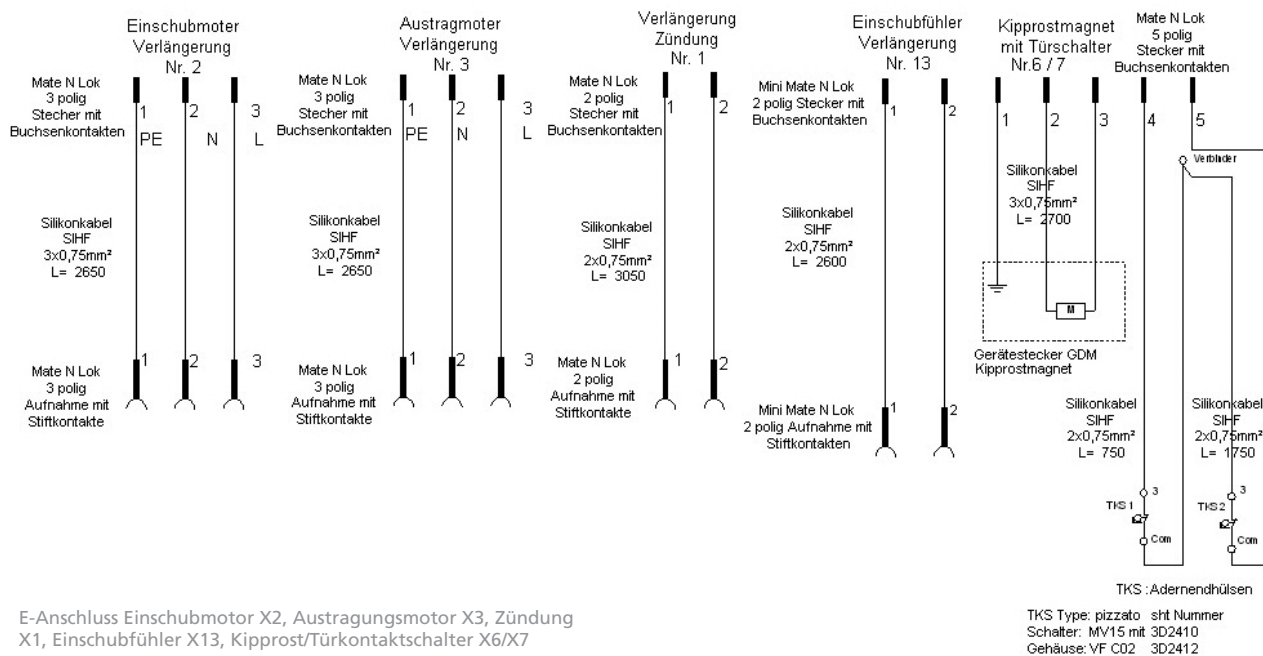 Einschubmoter
Verlängerung
Nr. 2
Mate N Lok
3 polig
Stecher mit
Buchsenkontakten
1
2
3
PE
N
L
Silikonkabel
SIHF
3x0,75mm²
L= 2650
1
2
3
Mate N Lok
3 polig
Aufnahme mit
Stiftkontakte
Austragmoter
Verlängerung
Nr. 3
Mate N Lok
3 polig
Stecher mit
Buchsenkontakten
1
2
3
PE
N
L
Silikonkabel
SIHF
3x0,75mm²
L= 2650
1
2
3
Mate N Lok
3 polig
Aufnahme mit
Stiftkontakte
Verlängerung
Zündung
Nr. 1
Mate N Lok
2 polig
Stecher mit
Buchsenkontakten
1
2
Silikonkabel
SIHF
2x0,75mm²
L= 3050
1
2
Mate N Lok
2 polig
Aufnahme mit
Stiftkontakte
Einschubfühler
Verlängerung
Nr. 13
Mini Mate N Lok
2 polig Stecker mit
Buchsenkontakten
1
2
Silikonkabel
SIHF
2x0,75mm²
L= 2600
1
2
Mini Mate N Lok
2 polig Aufnahme mit
Stiftkontakten
Kipprostmagnet
mit Türschalter
Nr.6 / 7
Mate N Lok
5 polig
Stecker mit
Buchsenkontakten
1
2
3
4
5
Verbinder
Silikonkabel
SIHF
3x0,75mm²
L= 2700
M
Gerätestecker GDM
Kipprostmagnet
Silikonkabel
SIHF
2x0,75mm²
L= 750
Silikonkabel
SIHF
2x0,75mm²
L= 1750
3
TKS 1
Com
3
TKS 2
Com
TKS :Adernendhülsen
TKS Type: pizzato sht Nummer
Schalter: MV15 mit 3D2410
Gehäuse: VF C02 3D2412
E-Anschluss Einschubmotor X2, Austragungsmotor X3, Zündung
X1, Einschubfühler X13, Kipprost/Türkontaktschalter X6/X7